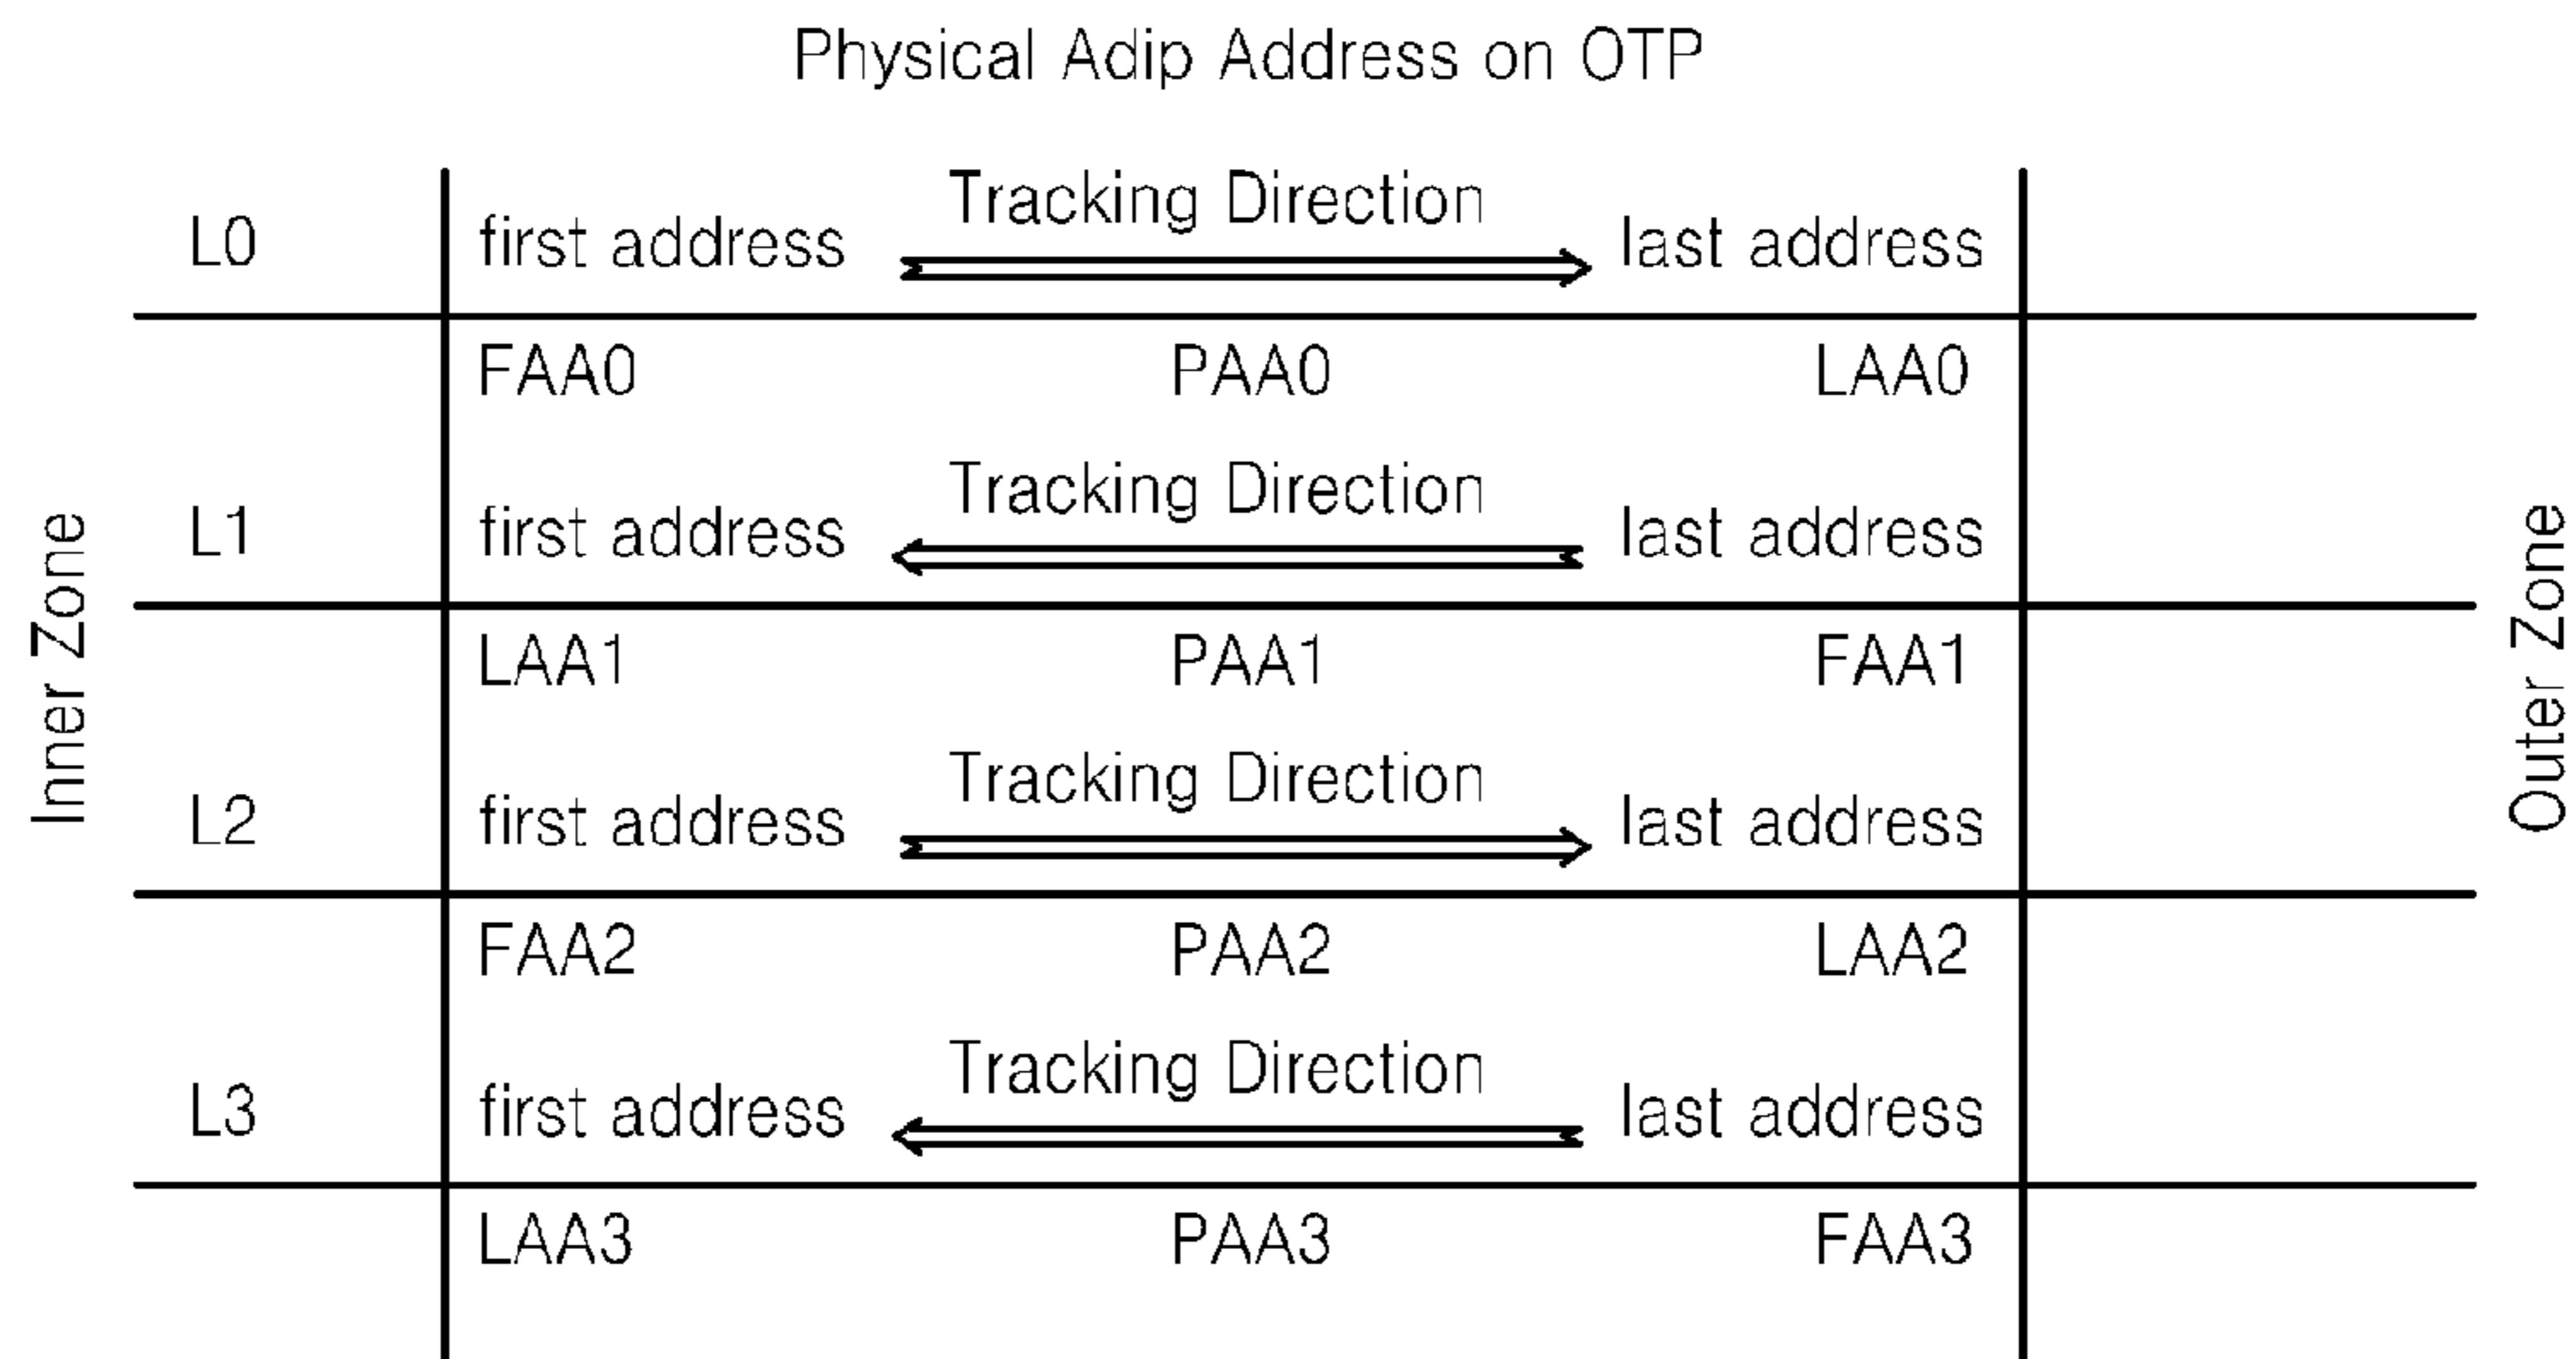 Physical Adip Address on OTP
Inner Zone
Outer Zone
L0 first address Tracking Direction last address
FAA0 PAA0 LAA0
L1 first address Tracking Direction last address
LAA1 PAA1 FAA1
L2 first address Tracking Direction last address
FAA2 PAA2 LAA2
L3 first address Tracking Direction last address
LAA3 PAA3 FAA3